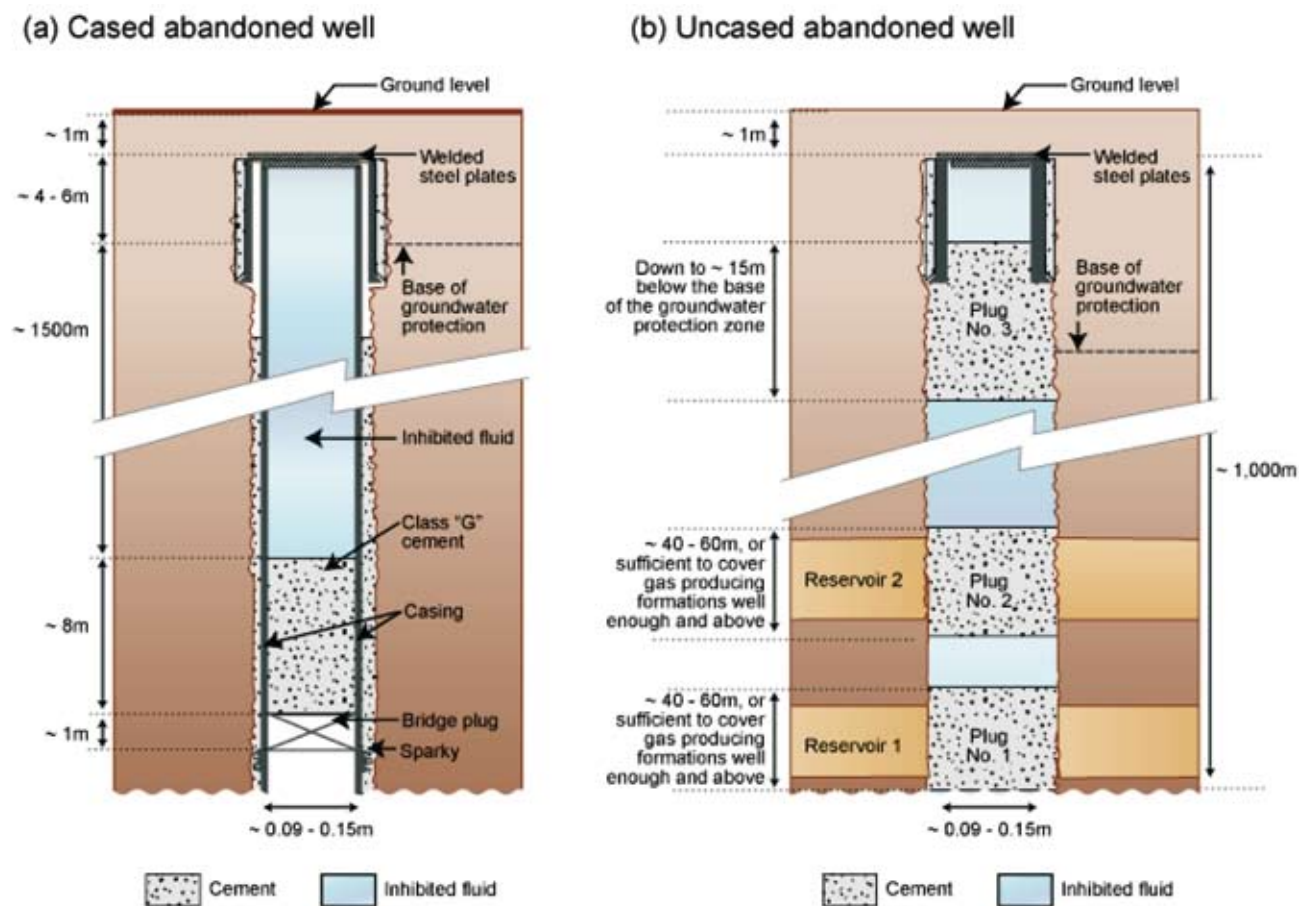 (a) Cased abandoned well
Ground level
~ 1m
Welded
steel plates
~ 4 - 6m
Base of
groundwater
protection
~ 1500m
Inhibited fluid
Class "G"
cement
Casing
~ 8m
Bridge plug
~ 1m
Sparky
~ 0.09 - 0.15m
Cement
Inhibited fluid
(b) Uncased abandoned well
Ground level
~ 1m
Welded
steel plates
Down to ~ 15m
below the base
of the groundwater
protection zone
Base of
groundwater
protection
Plug
No. 3
~ 1,000m
~ 40 - 60m, or
sufficient to cover
gas producing
formations well
enough and above
Reservoir 2
Plug
No. 2
~ 40 - 60m, or
sufficient to cover
gas producing
formations well
enough and above
Reservoir 1
Plug
No. 1
~ 0.09 - 0.15m
Cement
Inhibited fluid